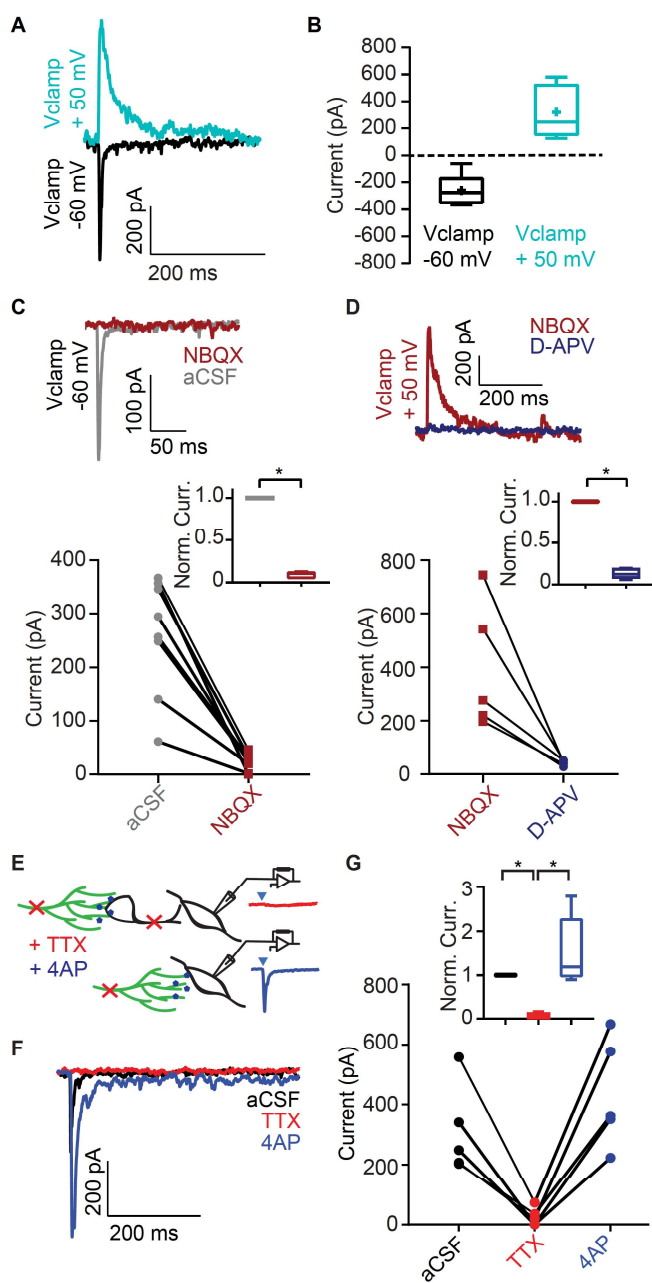 A
Vclamp
+ 50 mV
Vclamp
-60 mV
200 pA
200 ms
B
Current (pA)
800
600
400
200
0
-200
-400
-600
-800
Vclamp
-60 mV
Vclamp
+ 50 mV
C
Vclamp
-60 mV
NBQX
aCSF
100 pA
50 ms
Norm. Curr.
1.0
0.5
0
*
Current (pA)
400
300
200
100
0
aCSF
NBQX
D
Vclamp
+ 50 mV
NBQX
D-APV
200 pA
200 ms
Norm. Curr.
1.0
0.5
0
*
Current (pA)
800
600
400
200
0
NBQX
D-APV
E
+ TTX
+ 4AP
F
aCSF
TTX
4AP
200 pA
200 ms
G
Norm. Curr.
3
2
1
0
*
*
Current (pA)
800
600
400
200
0
aCSF
TTX
4AP